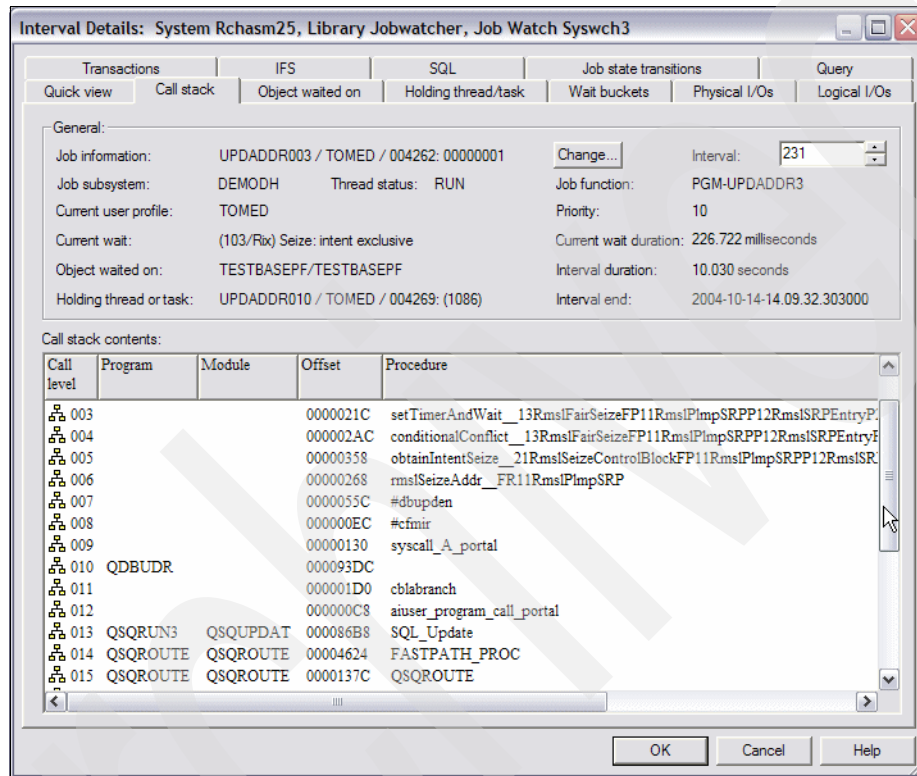 Interval Details: System Rchasm25, Library Jobwatcher, Job Watch Syswch3
Transactions IFS SQL Job state transitions Query
Quick view Call stack Object waited on Holding thread/task Wait buckets Physical I/Os Logical I/Os
General:
Job information: UPDADDR003 / TOMED / 004262: 00000001 Change... Interval: 231
Job subsystem: DEMODH Thread status: RUN Job function: PGM-UPDADDR3
Current user profile: TOMED Priority: 10
Current wait: (103/Rix) Seize: intent exclusive Current wait duration: 226.722 milliseconds
Object waited on: TESTBASEPF/TESTBASEPF Interval duration: 10.030 seconds
Holding thread or task: UPDADDR010 / TOMED / 004269: (1086) Interval end: 2004-10-14-14.09.32.303000
Call stack contents:
Call level Program Module Offset Procedure
003 0000021C setTimerAndWait__13RmslFairSeizeFP11RmslPlmpSRPP12RmslSRPEntryP
004 000002AC conditionalConflict__13RmslFairSeizeFP11RmslPlmpSRPP12RmslSRPEntryF
005 00000358 obtainIntentSeize__21RmslSeizeControlBlockFP11RmslPlmpSRPP12RmslSR
006 00000268 rmslSeizeAddr__FR11RmslPlmpSRP
007 0000055C #dbupden
008 000000EC #cfmir
009 00000130 syscall_A_portal
010 QDBUDR 000093DC
011 000001D0 cblabranch
012 000000C8 aiuser_program_call_portal
013 QSQRUN3 QSQUPDAT 000086B8 SQL_Update
014 QSQROUTE QSQROUTE 00004624 FASTPATH_PROC
015 QSQROUTE QSQROUTE 0000137C QSQROUTE
OK Cancel Help